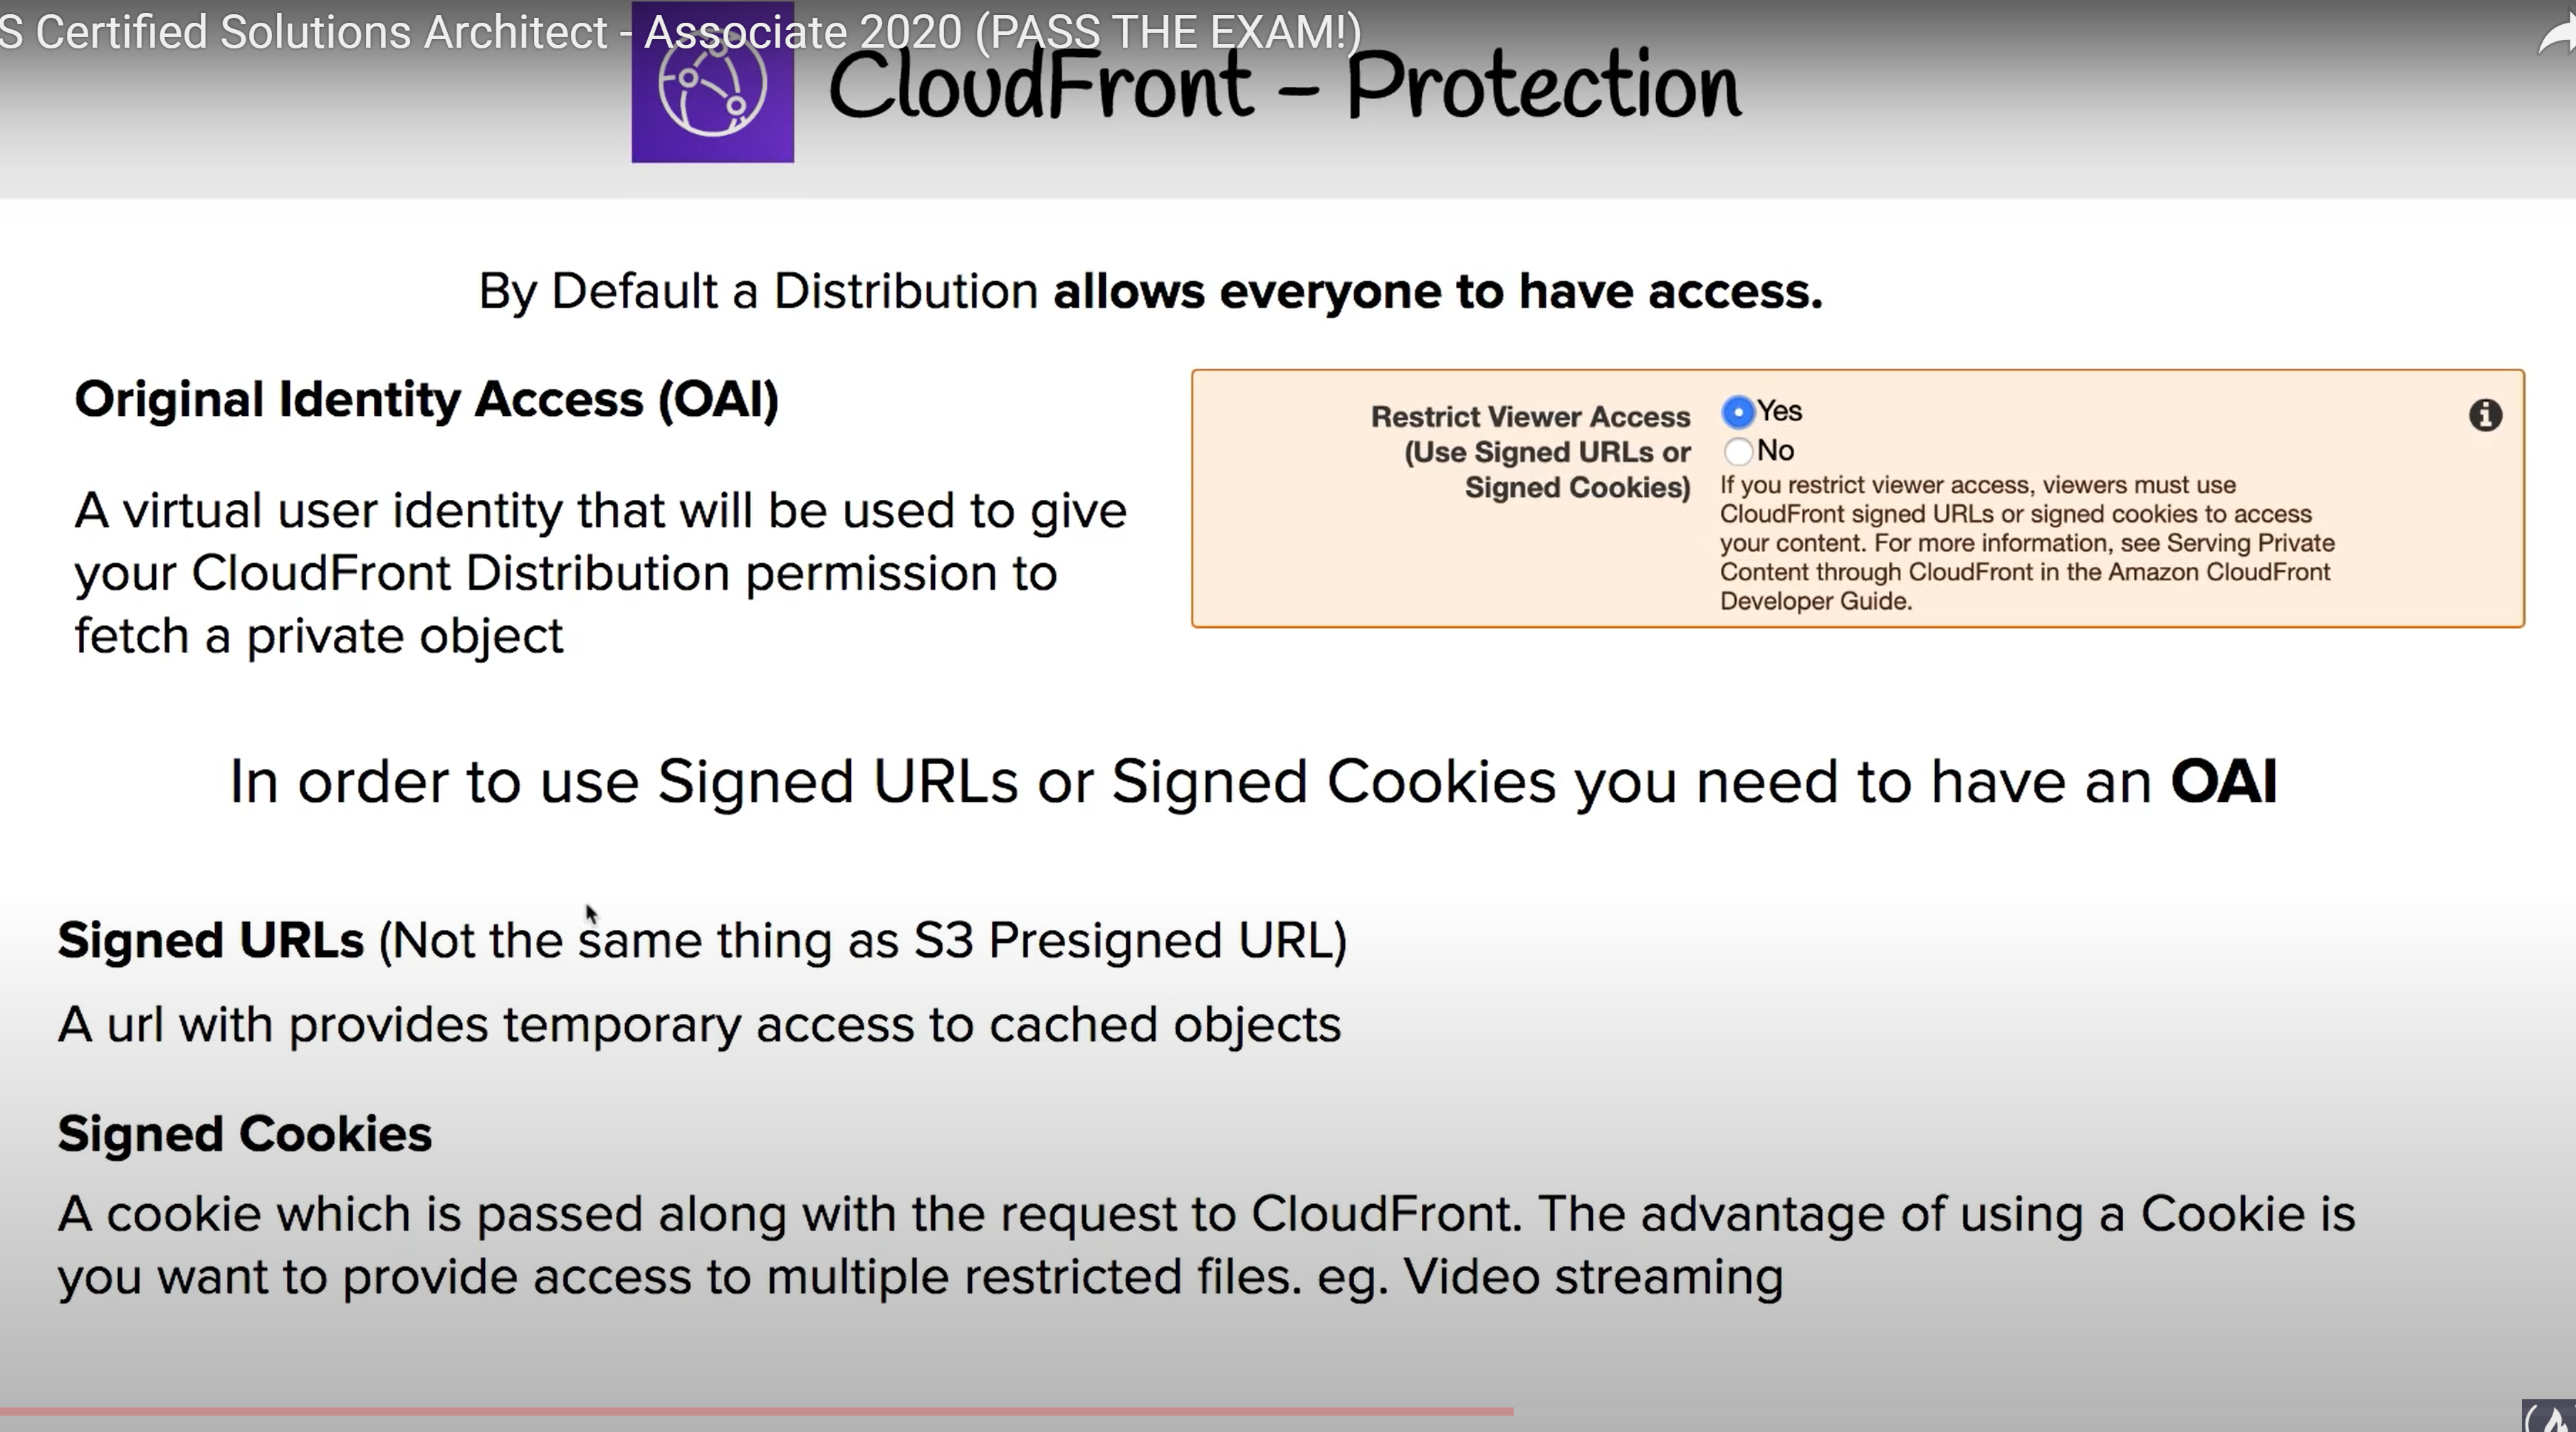 S Certified Solutions Architect - Associate 2020 (PASS THE EXAM!)
CloudFront - Protection
By Default a Distribution allows everyone to have access.
Original Identity Access (OAI)
A virtual user identity that will be used to give
your CloudFront Distribution permission to
fetch a private object
Restrict Viewer Access
(Use Signed URLs or
Signed Cookies)
Yes
No
If you restrict viewer access, viewers must use
CloudFront signed URLs or signed cookies to access
your content. For more information, see Serving Private
Content through CloudFront in the Amazon CloudFront
Developer Guide.
In order to use Signed URLs or Signed Cookies you need to have an OAI
Signed URLs (Not the same thing as S3 Presigned URL)
A url with provides temporary access to cached objects
Signed Cookies
A cookie which is passed along with the request to CloudFront. The advantage of using a Cookie is
you want to provide access to multiple restricted files. eg. Video streaming